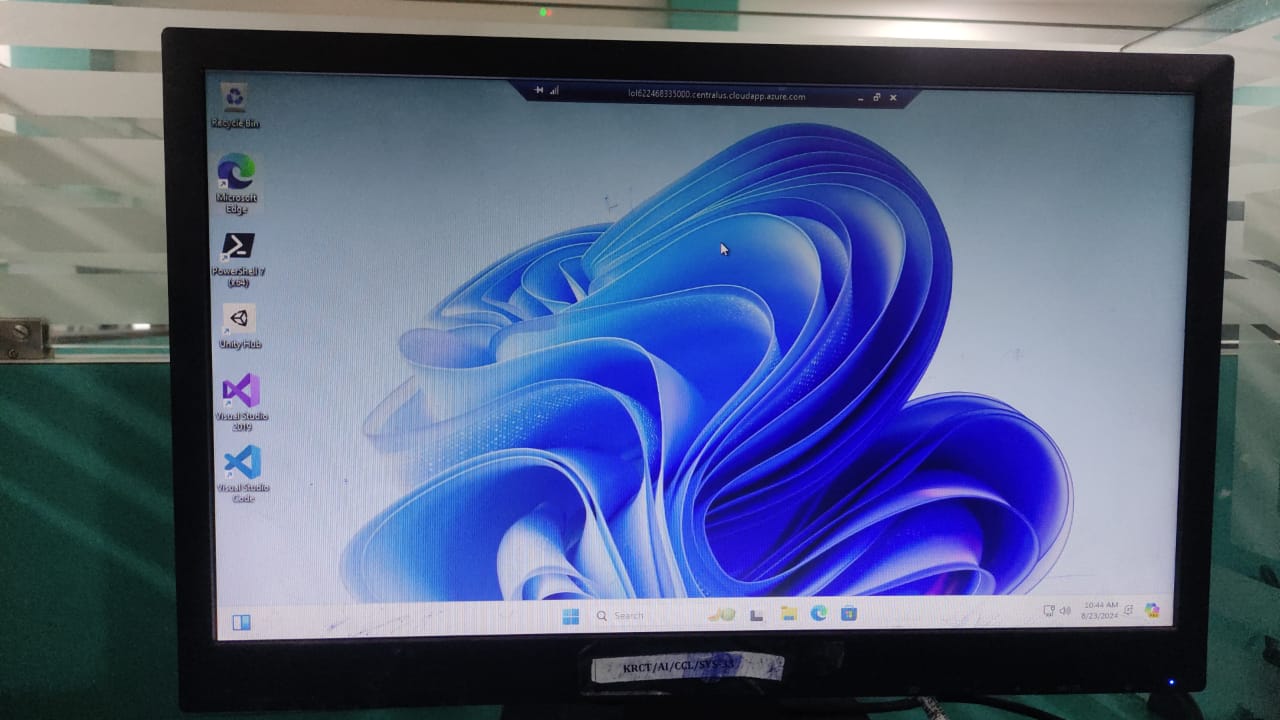 lol622468335000.centralus.cloudapp.azure.com
Recycle Bin
Microsoft
Edge
PowerShell 7
(x64)
Unity Hub
Visual Studio
2019
Visual Studio
Code
Search
10:44 AM
8/23/2024
KRCT/AI/CCL/SYS-33